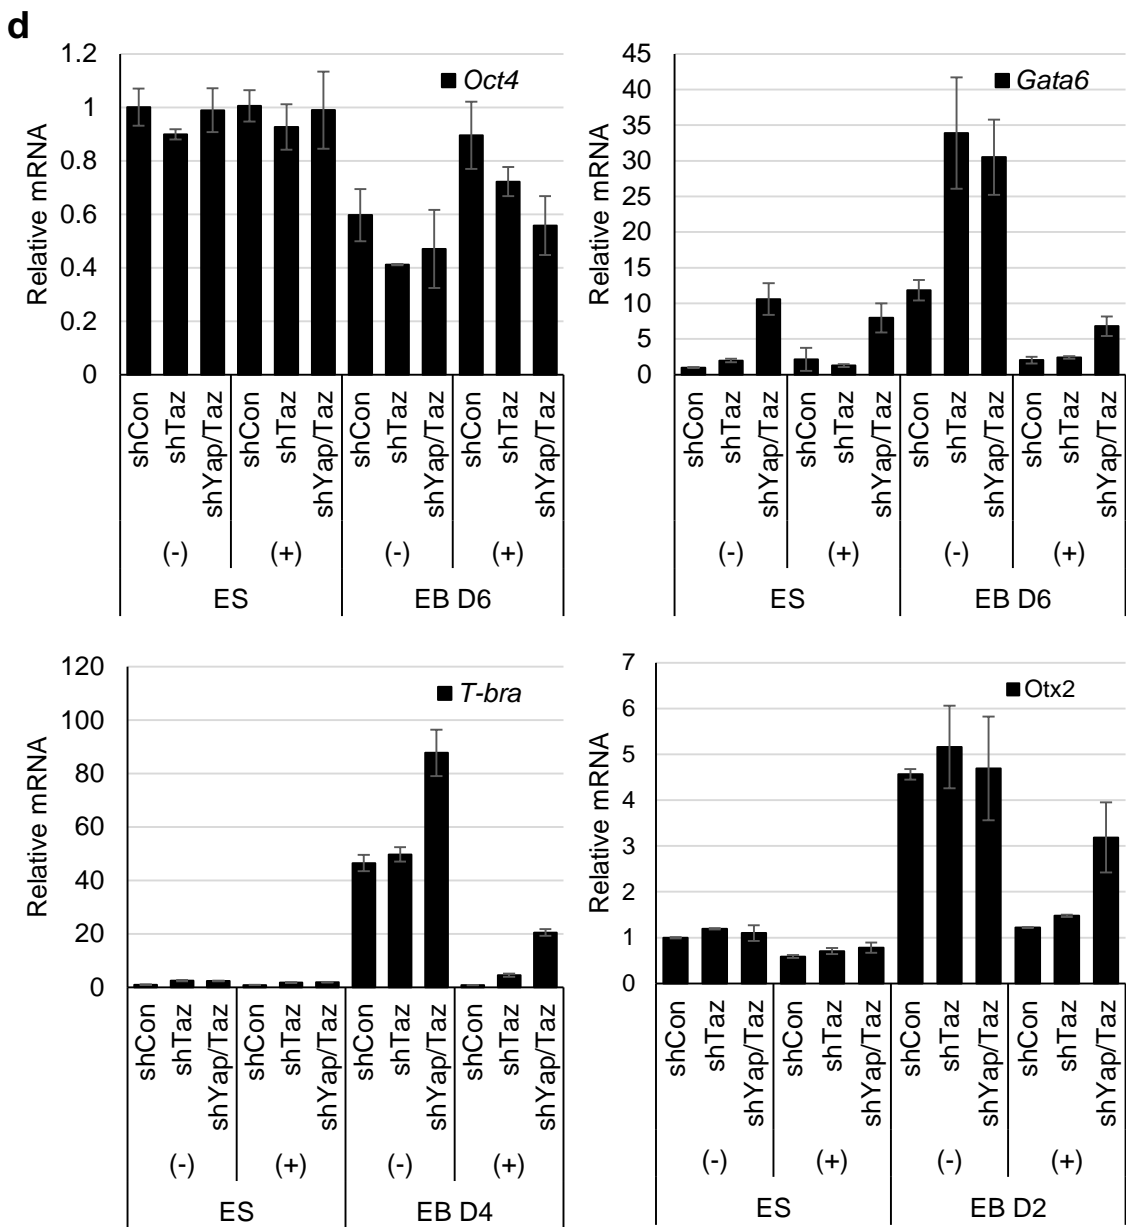 d
Relative mRNA
1.2
1
0.8
0.6
0.4
0.2
0
Oct4
shCon
shTaz
shYap/Taz
shCon
shTaz
shYap/Taz
shCon
shTaz
shYap/Taz
shCon
shTaz
shYap/Taz
(-) (+) (-) (+)
ES EB D6
Relative mRNA
45
40
35
30
25
20
15
10
5
0
Gata6
shCon
shTaz
shYap/Taz
shCon
shTaz
shYap/Taz
shCon
shTaz
shYap/Taz
shCon
shTaz
shYap/Taz
(-) (+) (-) (+)
ES EB D6
Relative mRNA
120
100
80
60
40
20
0
T-bra
shCon
shTaz
shYap/Taz
shCon
shTaz
shYap/Taz
shCon
shTaz
shYap/Taz
shCon
shTaz
shYap/Taz
(-) (+) (-) (+)
ES EB D4
Relative mRNA
7
6
5
4
3
2
1
0
Otx2
shCon
shTaz
shYap/Taz
shCon
shTaz
shYap/Taz
shCon
shTaz
shYap/Taz
shCon
shTaz
shYap/Taz
(-) (+) (-) (+)
ES EB D2